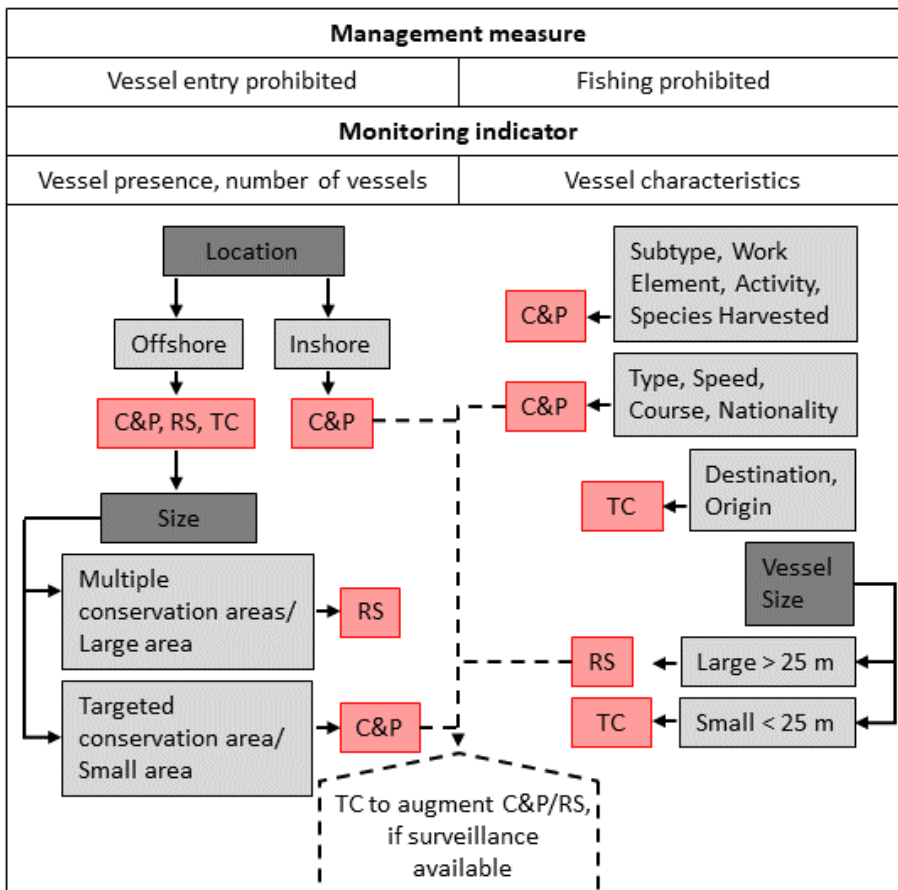 Management measure
Vessel entry prohibited
Fishing prohibited
Monitoring indicator
Vessel presence, number of vessels
Vessel characteristics
Location
Offshore
Inshore
C&P, RS, TC
C&P
Size
Multiple
conservation areas/
Large area
RS
Targeted
conservation area/
Small area
C&P
Subtype, Work
Element, Activity,
Species Harvested
C&P
Type, Speed,
Course, Nationality
C&P
Destination,
Origin
TC
Vessel
Size
Large > 25 m
RS
Small < 25 m
TC
TC to augment C&P/RS,
if surveillance
available